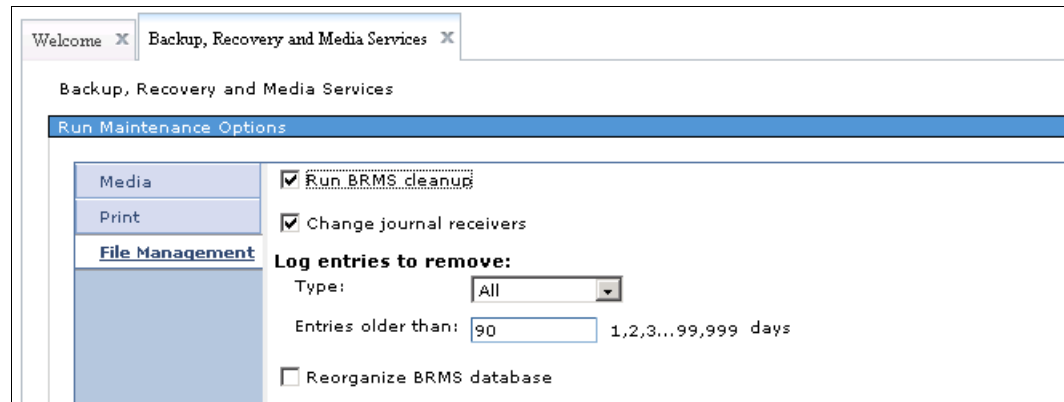 Welcome X Backup, Recovery and Media Services X
Backup, Recovery and Media Services
Run Maintenance Options
Media
Print
File Management
Run BRMS cleanup
Change journal receivers
Log entries to remove:
Type: All
Entries older than: 90 1,2,3...99,999 days
Reorganize BRMS database